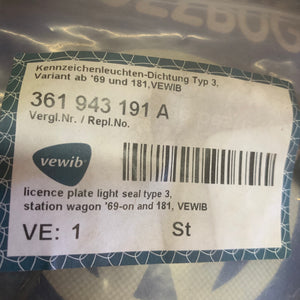 Kennzeichenleuchten-Dichtung Typ 3,
Variant ab '69 und 181,VEWIB
361 943 191 A
Vergl.Nr. / Repl.No.
vewib
licence plate light seal type 3,
station wagon '69-on and 181, VEWIB
VE: 1 St